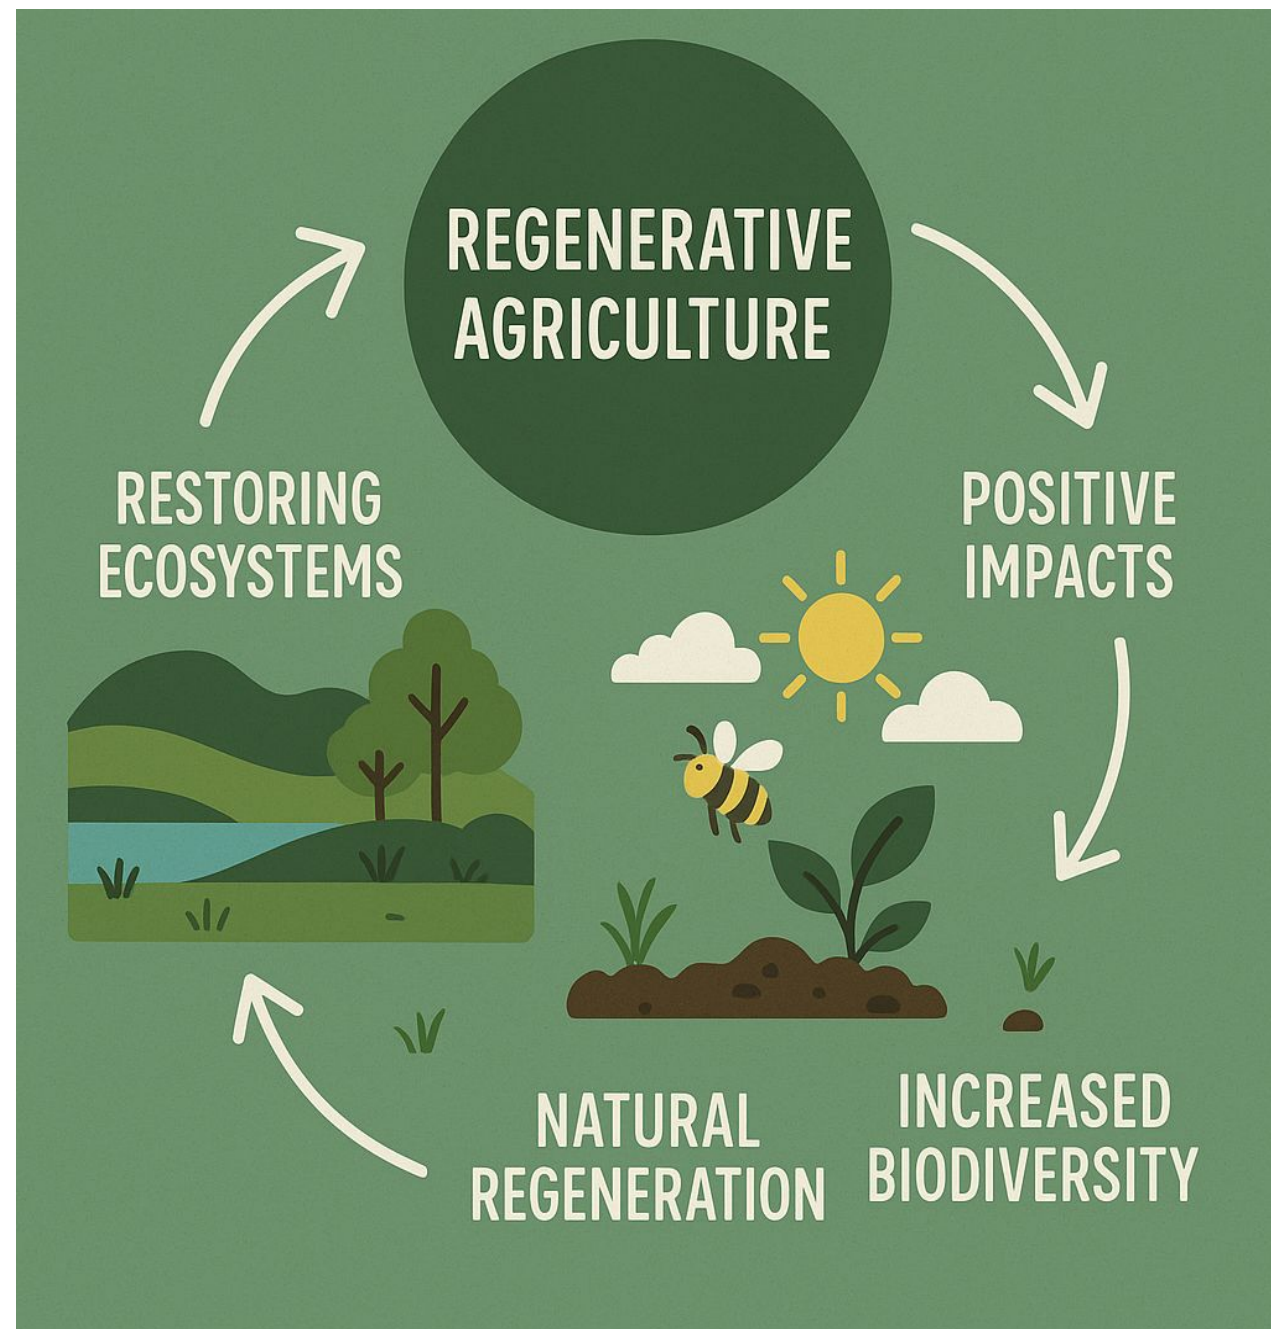 REGENERATIVE
AGRICULTURE
RESTORING
ECOSYSTEMS
POSITIVE
IMPACTS
NATURAL
REGENERATION
INCREASED
BIODIVERSITY